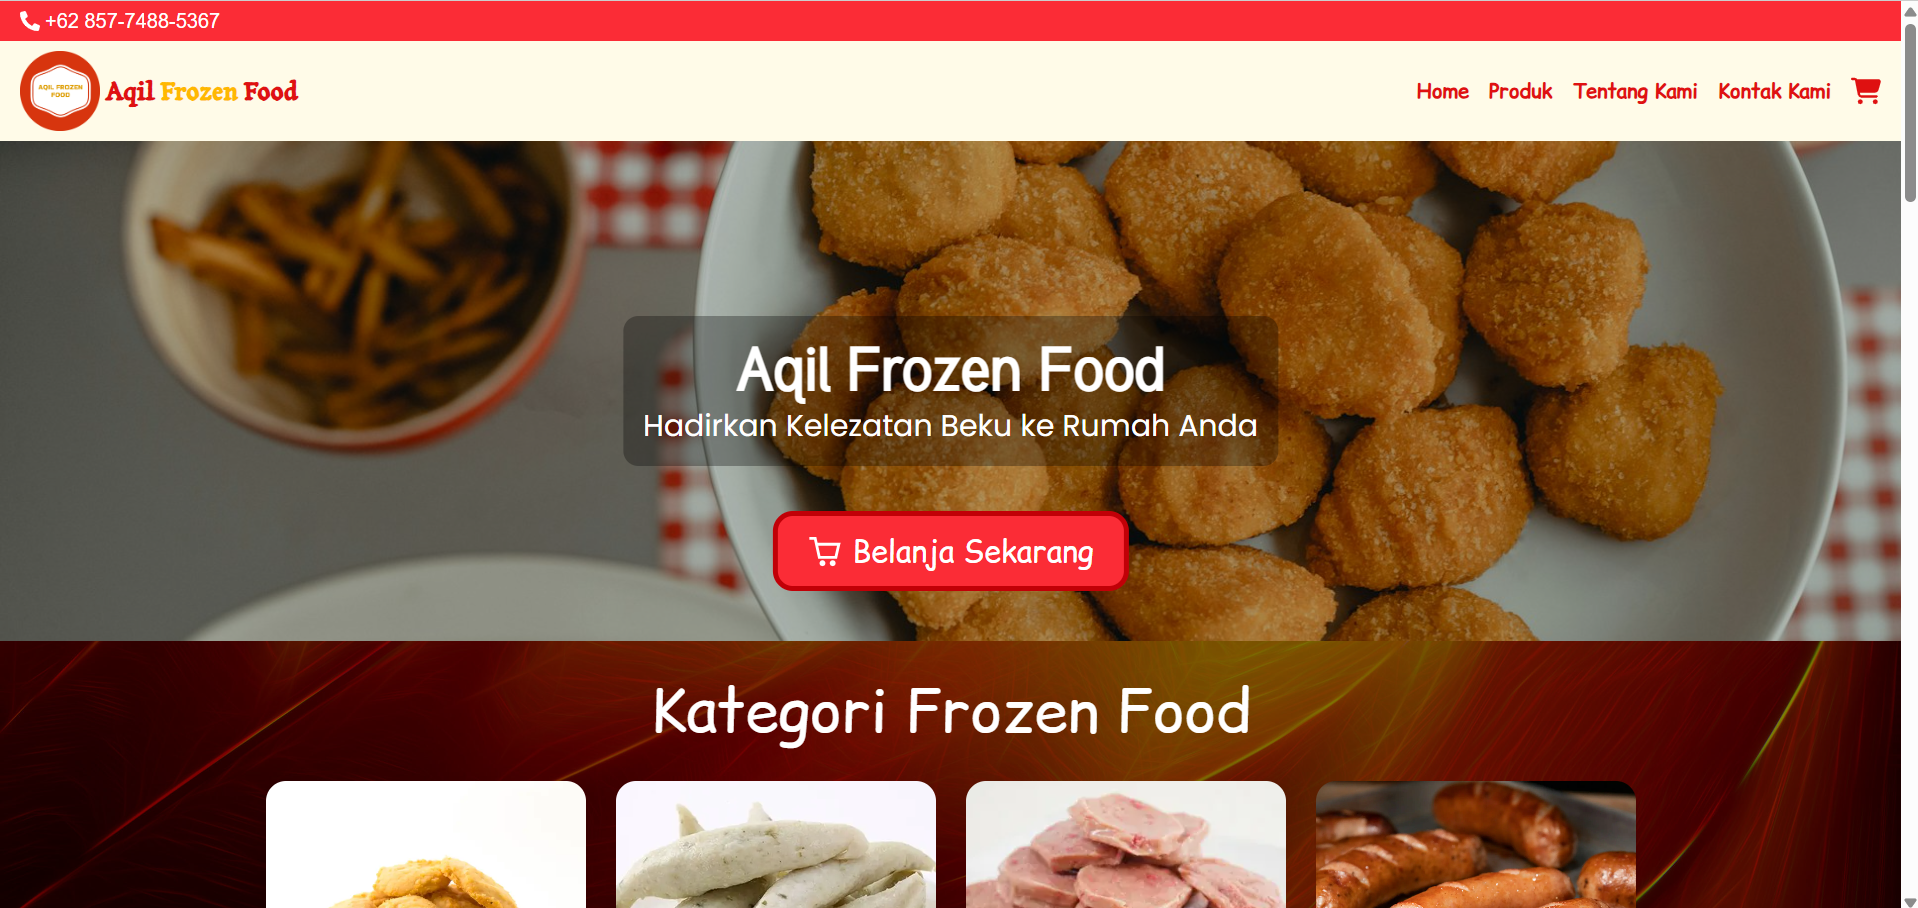 +62 857-7488-5367
AQIL FROZEN
FOOD
Aqil Frozen Food
Home Produk Tentang Kami Kontak Kami
Aqil Frozen Food
Hadirkan Kelezatan Beku ke Rumah Anda
Belanja Sekarang
Kategori Frozen Food